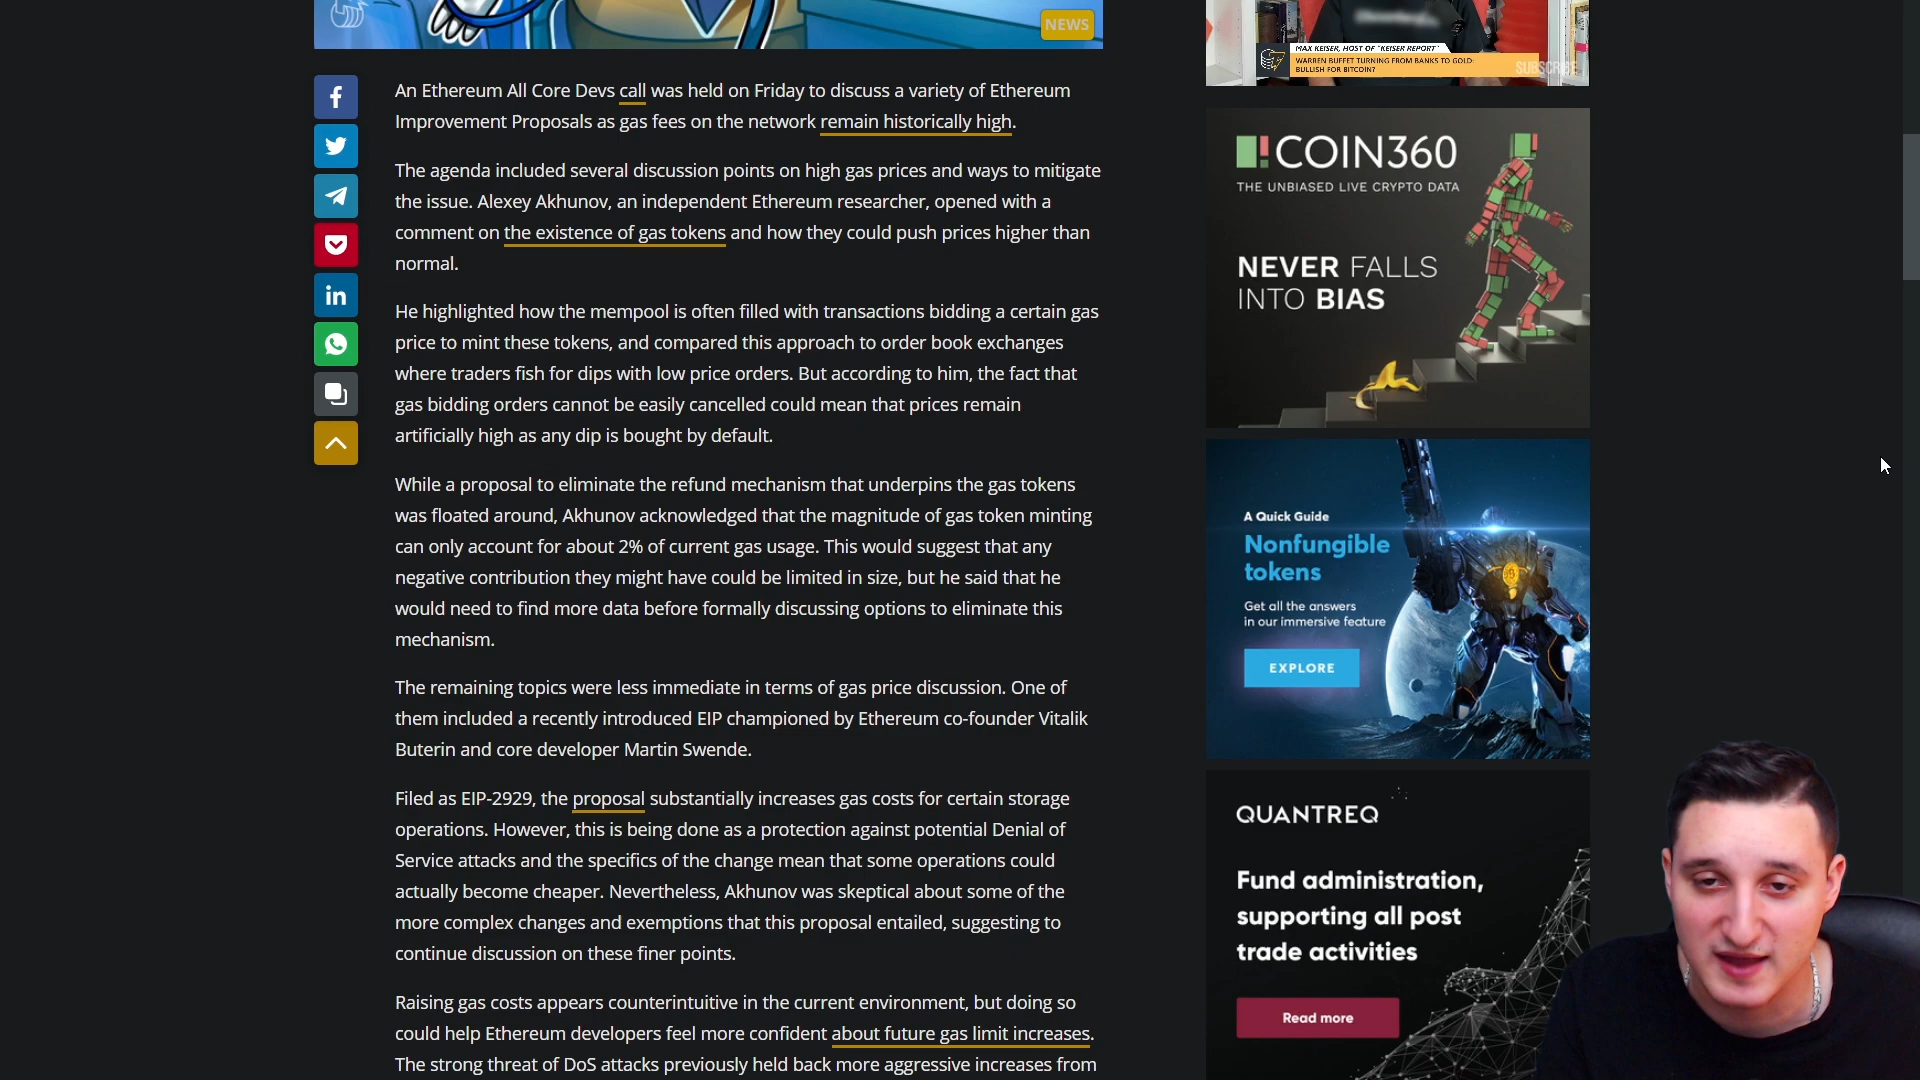 NEWS
An Ethereum All Core Devs call was held on Friday to discuss a variety of Ethereum
Improvement Proposals as gas fees on the network remain historically high.
The agenda included several discussion points on high gas prices and ways to mitigate
the issue. Alexey Akhunov, an independent Ethereum researcher, opened with a
comment on the existence of gas tokens and how they could push prices higher than
normal.
He highlighted how the mempool is often filled with transactions bidding a certain gas
price to mint these tokens, and compared this approach to order book exchanges
where traders fish for dips with low price orders. But according to him, the fact that
gas bidding orders cannot be easily cancelled could mean that prices remain
artificially high as any dip is bought by default.
While a proposal to eliminate the refund mechanism that underpins the gas tokens
was floated around, Akhunov acknowledged that the magnitude of gas token minting
can only account for about 2% of current gas usage. This would suggest that any
negative contribution they might have could be limited in size, but he said that he
would need to find more data before formally discussing options to eliminate this
mechanism.
The remaining topics were less immediate in terms of gas price discussion. One of
them included a recently introduced EIP championed by Ethereum co-founder Vitalik
Buterin and core developer Martin Swende.
Filed as EIP-2929, the proposal substantially increases gas costs for certain storage
operations. However, this is being done as a protection against potential Denial of
Service attacks and the specifics of the change mean that some operations could
actually become cheaper. Nevertheless, Akhunov was skeptical about some of the
more complex changes and exemptions that this proposal entailed, suggesting to
continue discussion on these finer points.
Raising gas costs appears counterintuitive in the current environment, but doing so
could help Ethereum developers feel more confident about future gas limit increases.
The strong threat of DoS attacks previously held back more aggressive increases from
MAX KEISER, HOST OF "KEISER REPORT"
WARREN BUFFET TURNING FROM BANKS TO GOLD:
BULLISH FOR BITCOIN?
SUBSCRIBE
COIN360
THE UNBIASED LIVE CRYPTO DATA
NEVER FALLS
INTO BIAS
A Quick Guide
Nonfungible
tokens
Get all the answers
in our immersive feature
EXPLORE
QUANTREQ
Fund administration,
supporting all post
trade activities
Read more